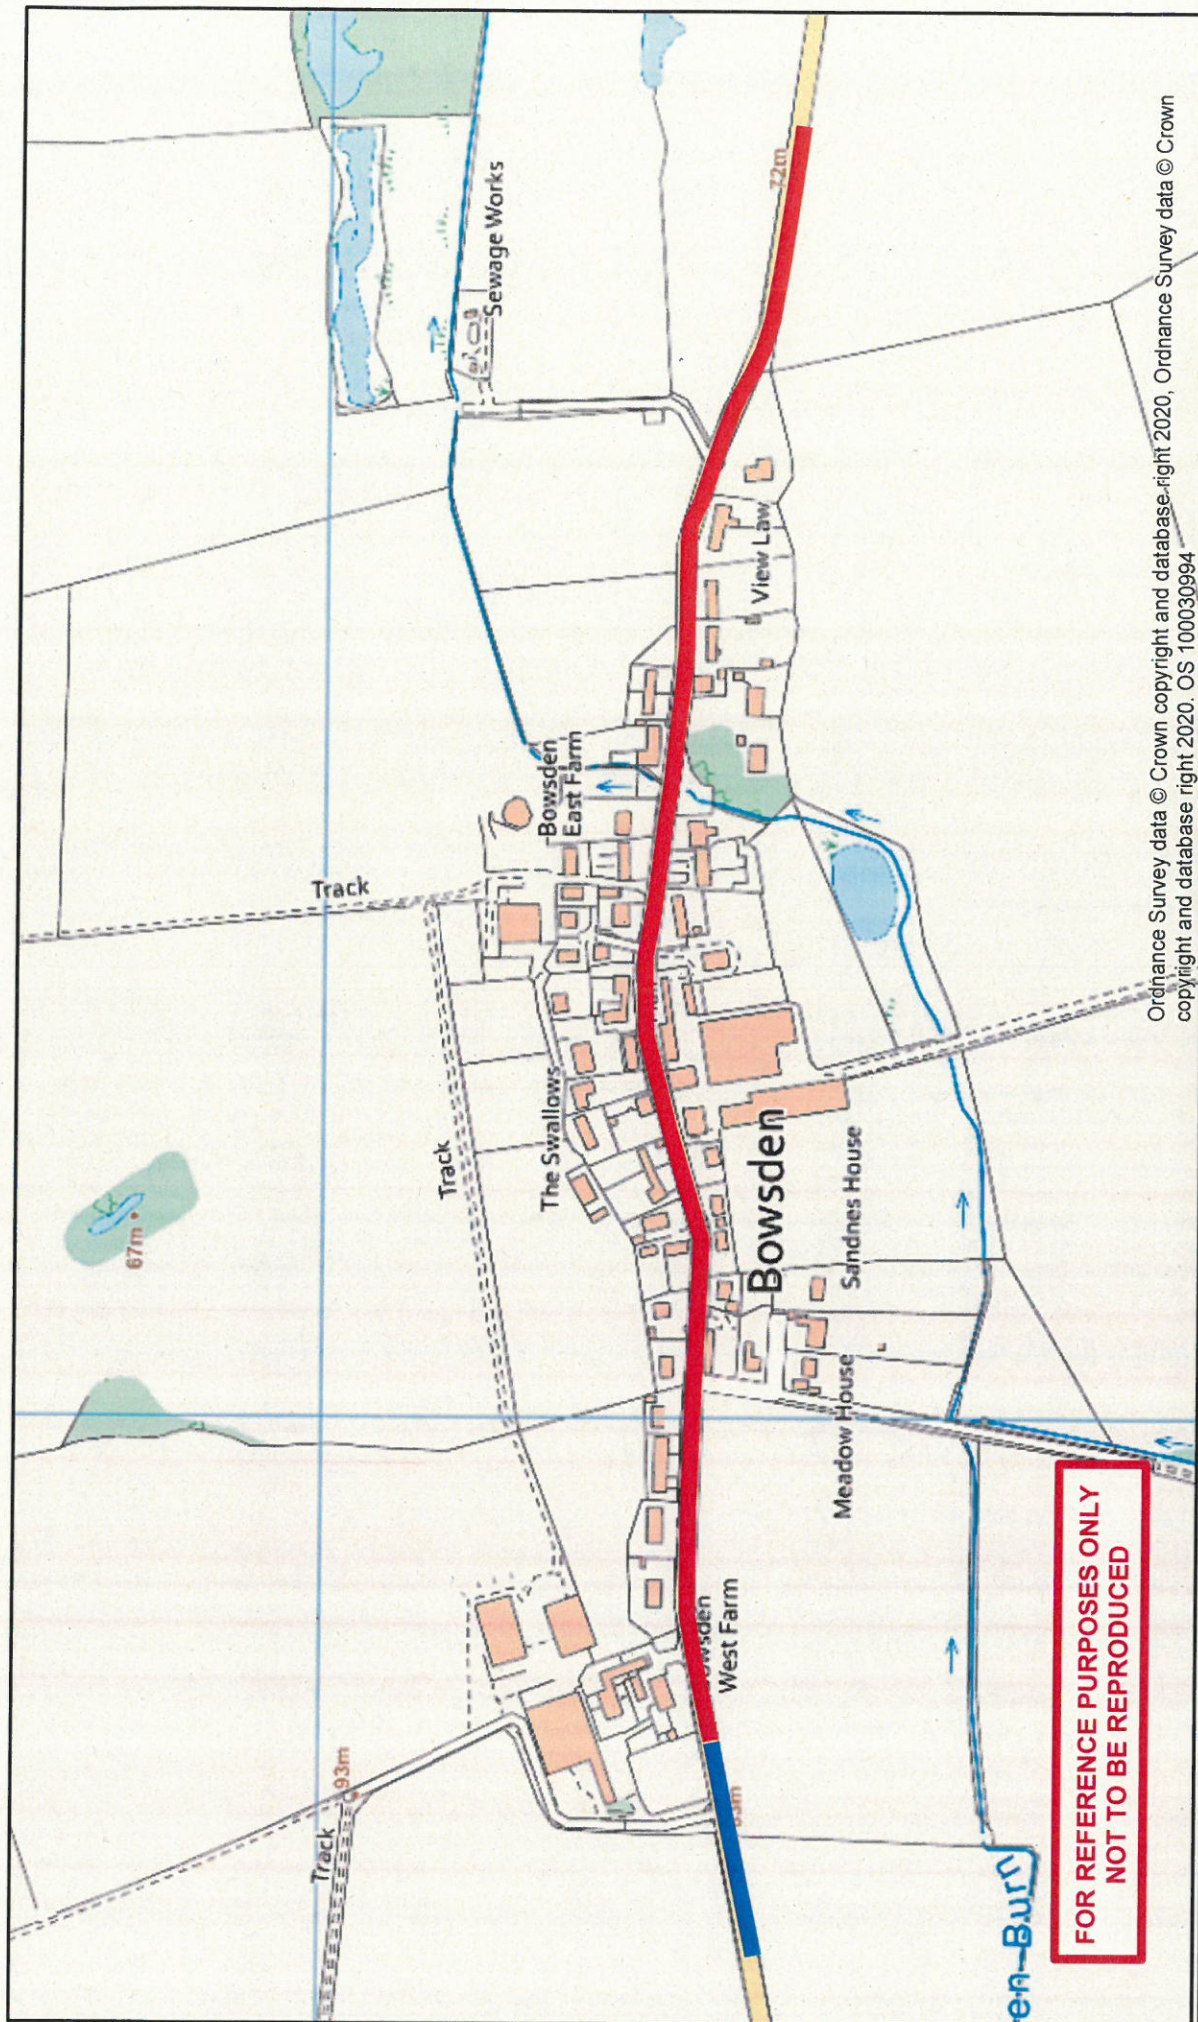 72m
Sewage Works
View Law
Bowsden
East Farm
Track
Track
The Swallows
67m
Bowsden
Sandnes House
Meadow House
West Farm
93m
Track
FOR REFERENCE PURPOSES ONLY
NOT TO BE REPRODUCED
Ordnance Survey data © Crown copyright and database right 2020, Ordnance Survey data © Crown
copyright and database right 2020. OS 100030994